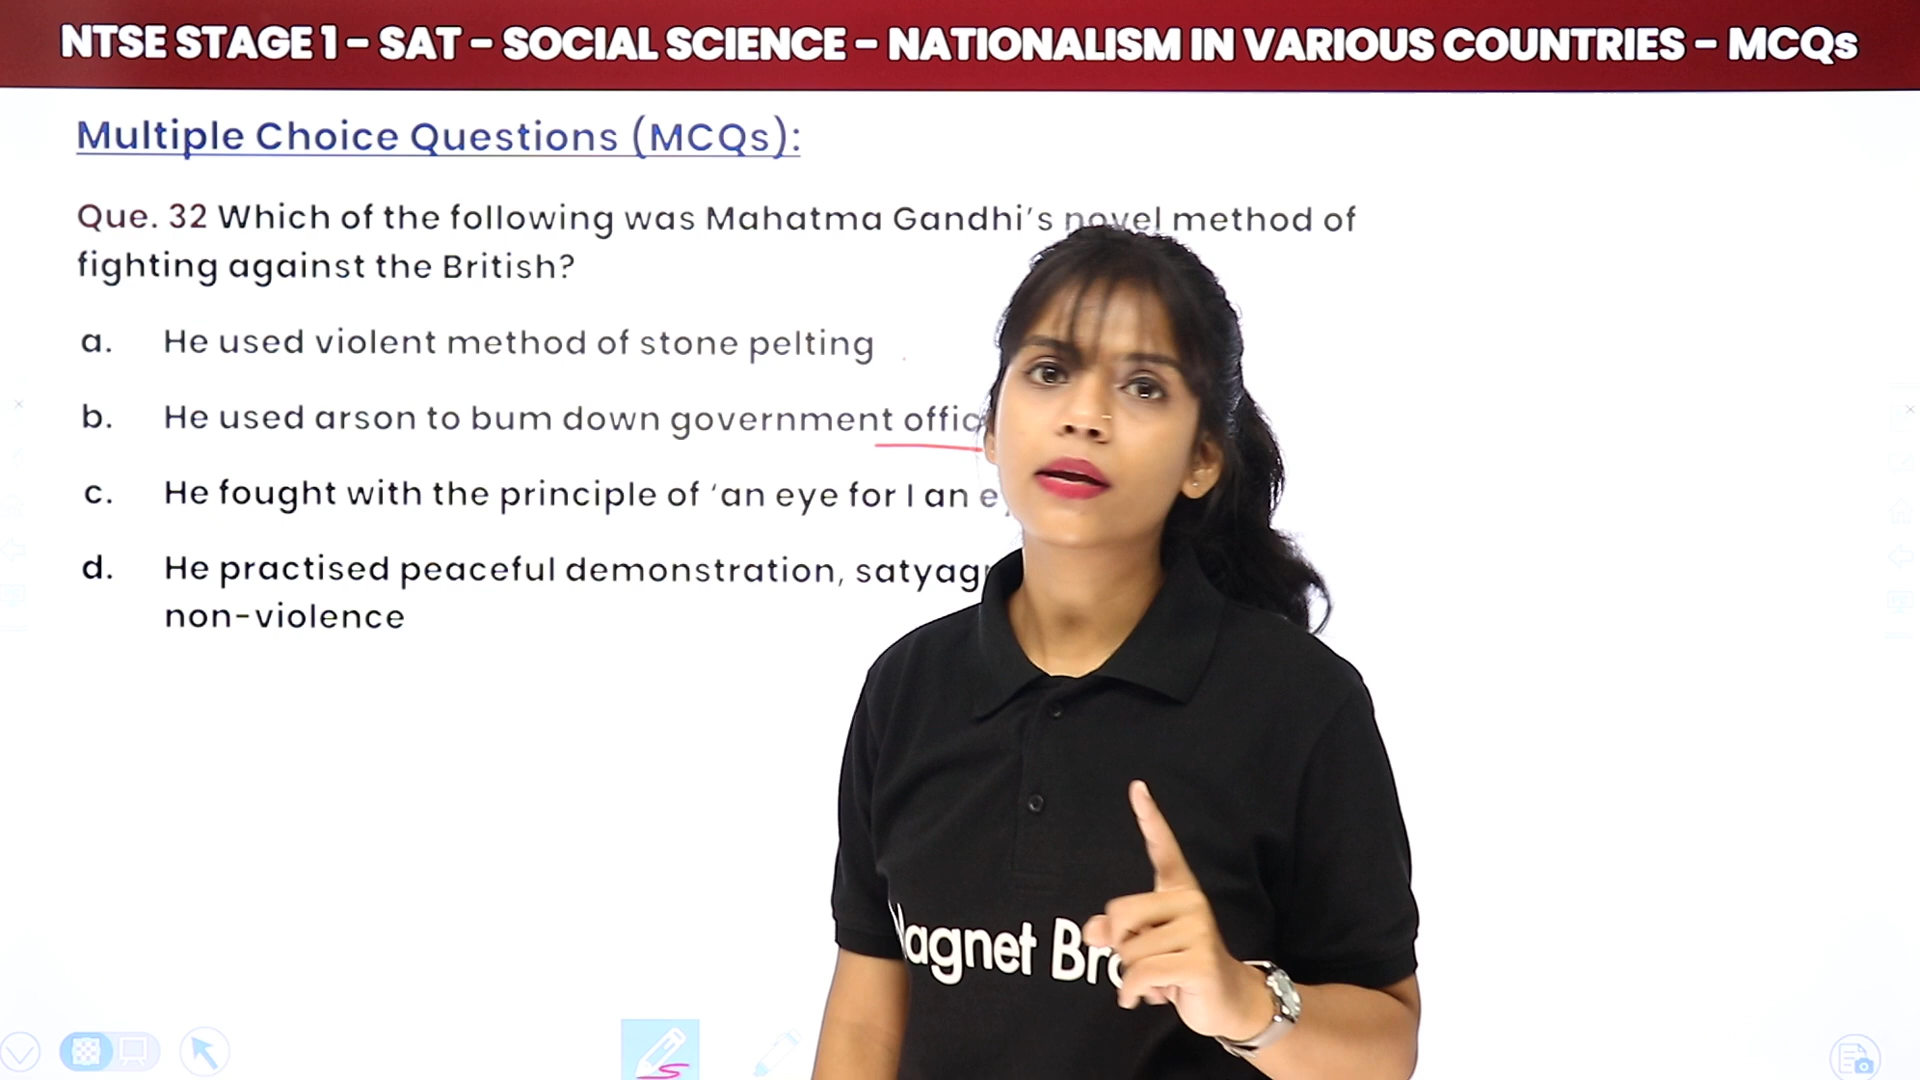 NTSE STAGE 1 - SAT - SOCIAL SCIENCE - NATIONALISM IN VARIOUS COUNTRIES - MCQs
Multiple Choice Questions (MCQs):
Que. 32 Which of the following was Mahatma Gandhi's novel method of
fighting against the British?
a. He used violent method of stone pelting
b. He used arson to bum down government
c. He fought with the principle of 'an eye for I an
d. He practised peaceful demonstration,
non-violence
agnet